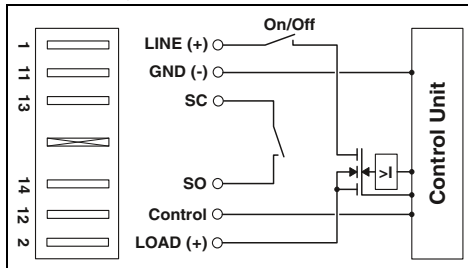 On/Off
1 LINE (+)
11 GND (-)
13 SC
14 SO
12 Control
2 LOAD (+)
>I
Control Unit